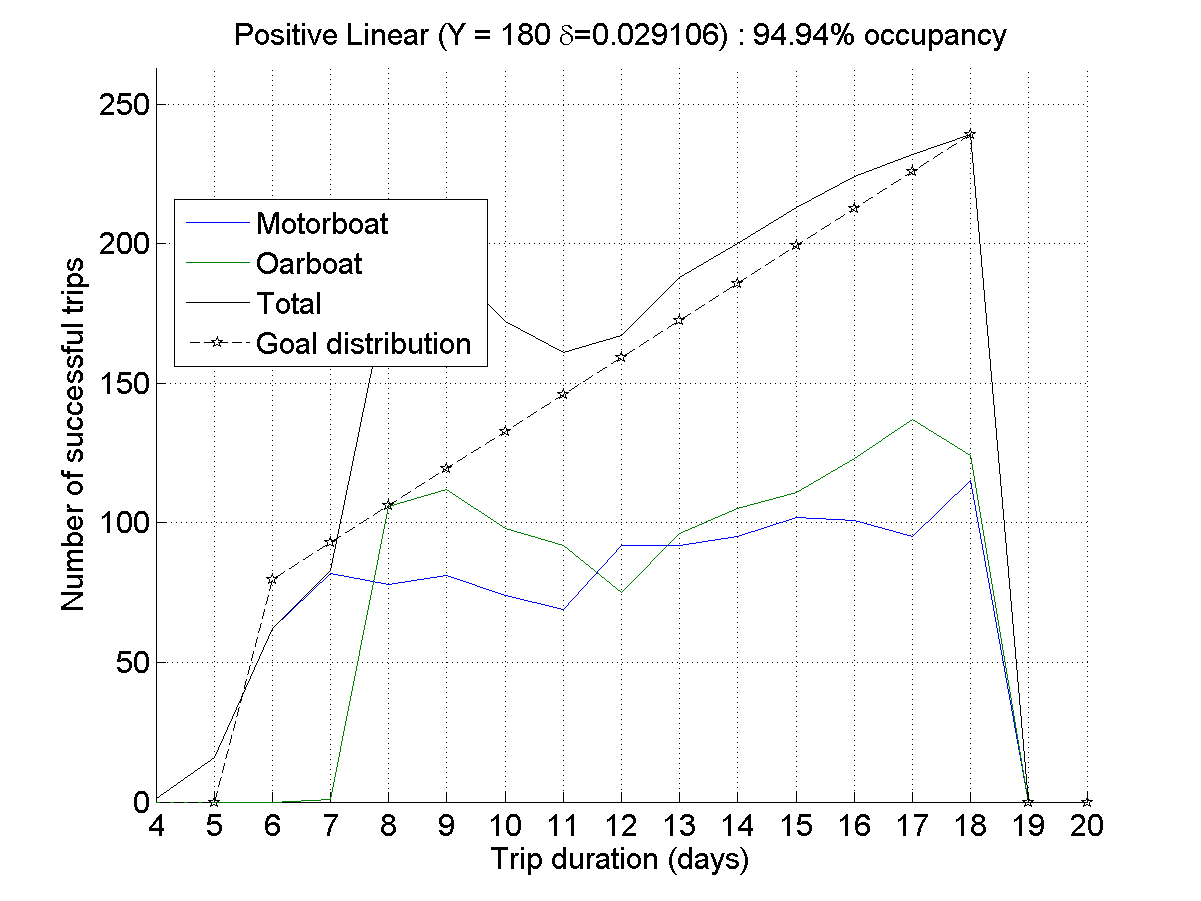 Positive Linear (Y = 180 δ=0.029106) : 94.94% occupancy
250
200
150
100
50
0
Number of successful trips
Motorboat
Oarboat
Total
Goal distribution
4 5 6 7 8 9 10 11 12 13 14 15 16 17 18 19 20
Trip duration (days)